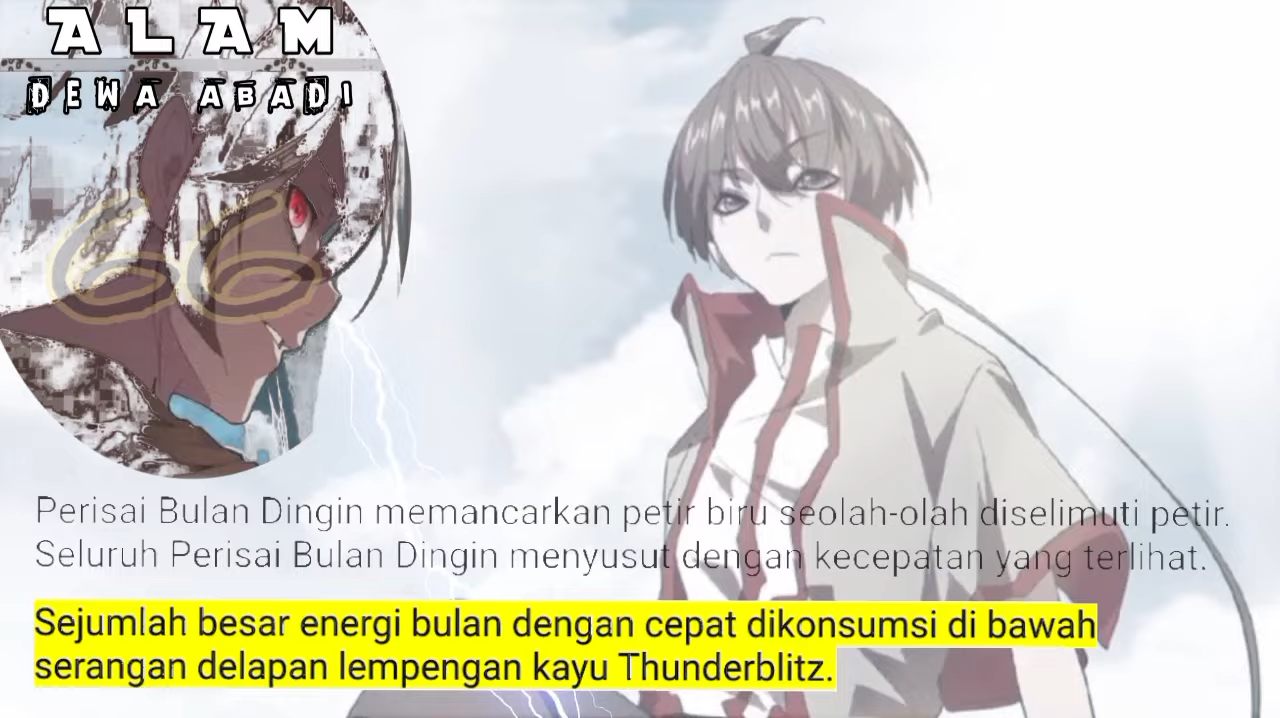 ALAM
DEWA ABADI
66
Perisai Bulan Dingin memancarkan petir biru seolah-olah diselimuti petir.
Seluruh Perisai Bulan Dingin menyusut dengan kecepatan yang terlihat.
Sejumlah besar energi bulan dengan cepat dikonsumsi di bawah
serangan delapan lempengan kayu Thunderblitz.